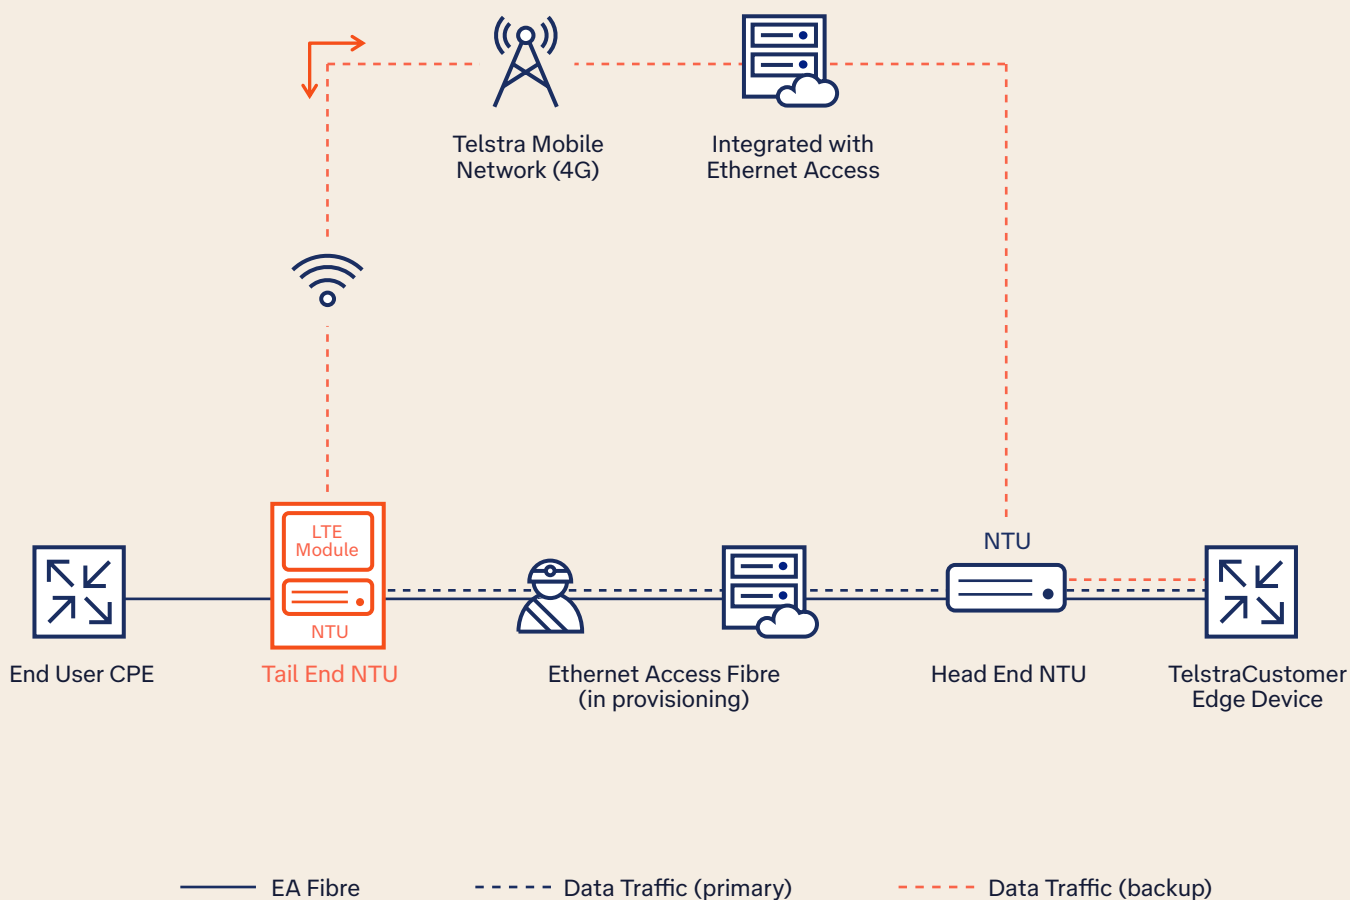 Telstra Mobile
Network (4G)
Integrated with
Ethernet Access
LTE
Module
NTU
NTU
End User CPE
Tail End NTU
Ethernet Access Fibre
(in provisioning)
Head End NTU
TelstraCustomer
Edge Device
EA Fibre
Data Traffic (primary)
Data Traffic (backup)